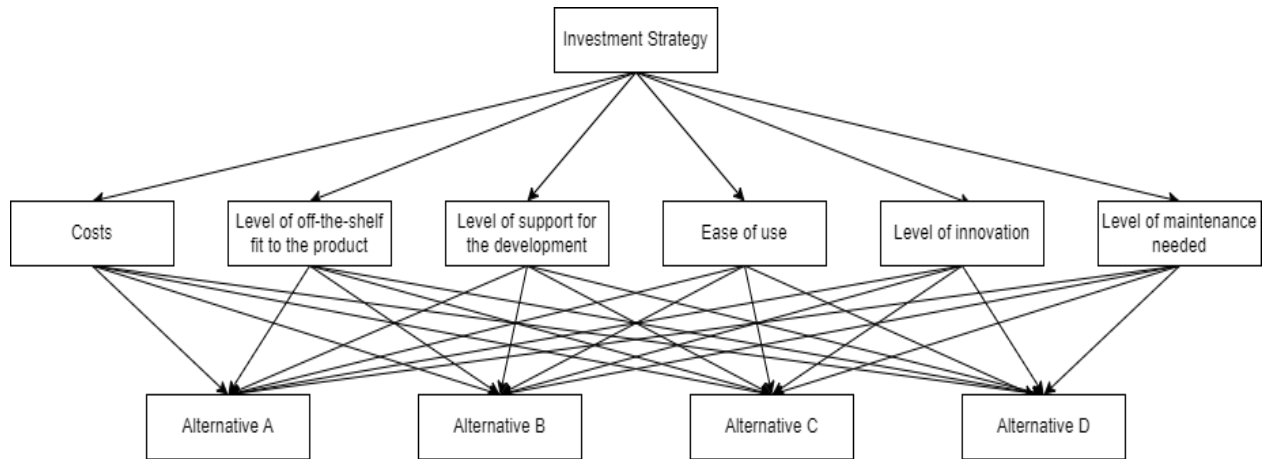 Investment Strategy
Costs
Level of off-the-shelf
fit to the product
Level of support for
the development
Ease of use
Level of innovation
Level of maintenance
needed
Alternative A
Alternative B
Alternative C
Alternative D